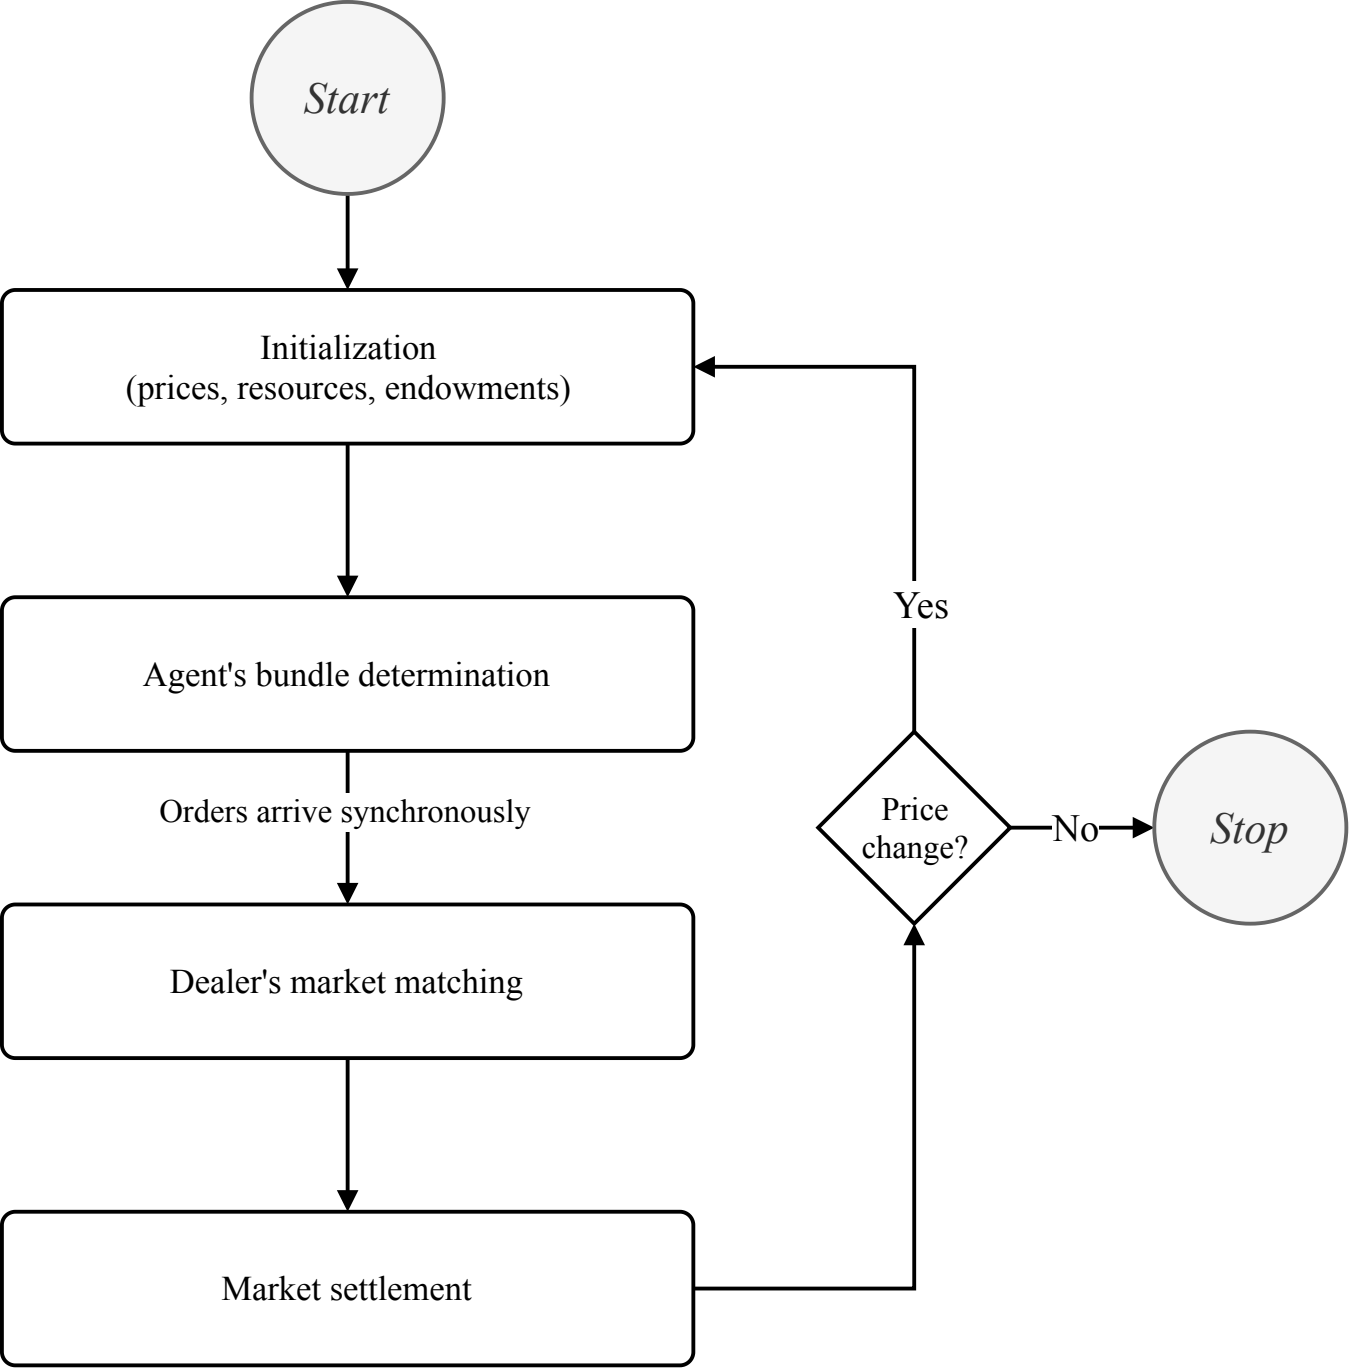 Start
Initialization
(prices, resources, endowments)
Agent's bundle determination
Orders arrive synchronously
Dealer's market matching
Market settlement
Price
change?
Yes
No
Stop